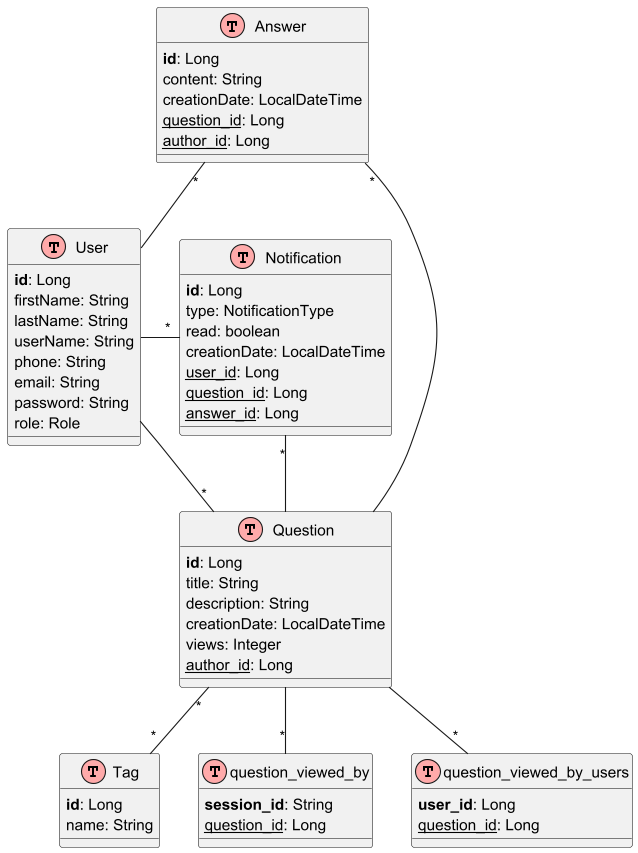 T Answer
id: Long
content: String
creationDate: LocalDateTime
question_id: Long
author_id: Long
*
*
T User
id: Long
firstName: String
lastName: String
userName: String
phone: String
email: String
password: String
role: Role
*
T Notification
id: Long
type: NotificationType
read: boolean
creationDate: LocalDateTime
user_id: Long
question_id: Long
answer_id: Long
*
*
T Question
id: Long
title: String
description: String
creationDate: LocalDateTime
views: Integer
author_id: Long
*
*
*
*
T Tag
id: Long
name: String
T question_viewed_by
session_id: String
question_id: Long
T question_viewed_by_users
user_id: Long
question_id: Long